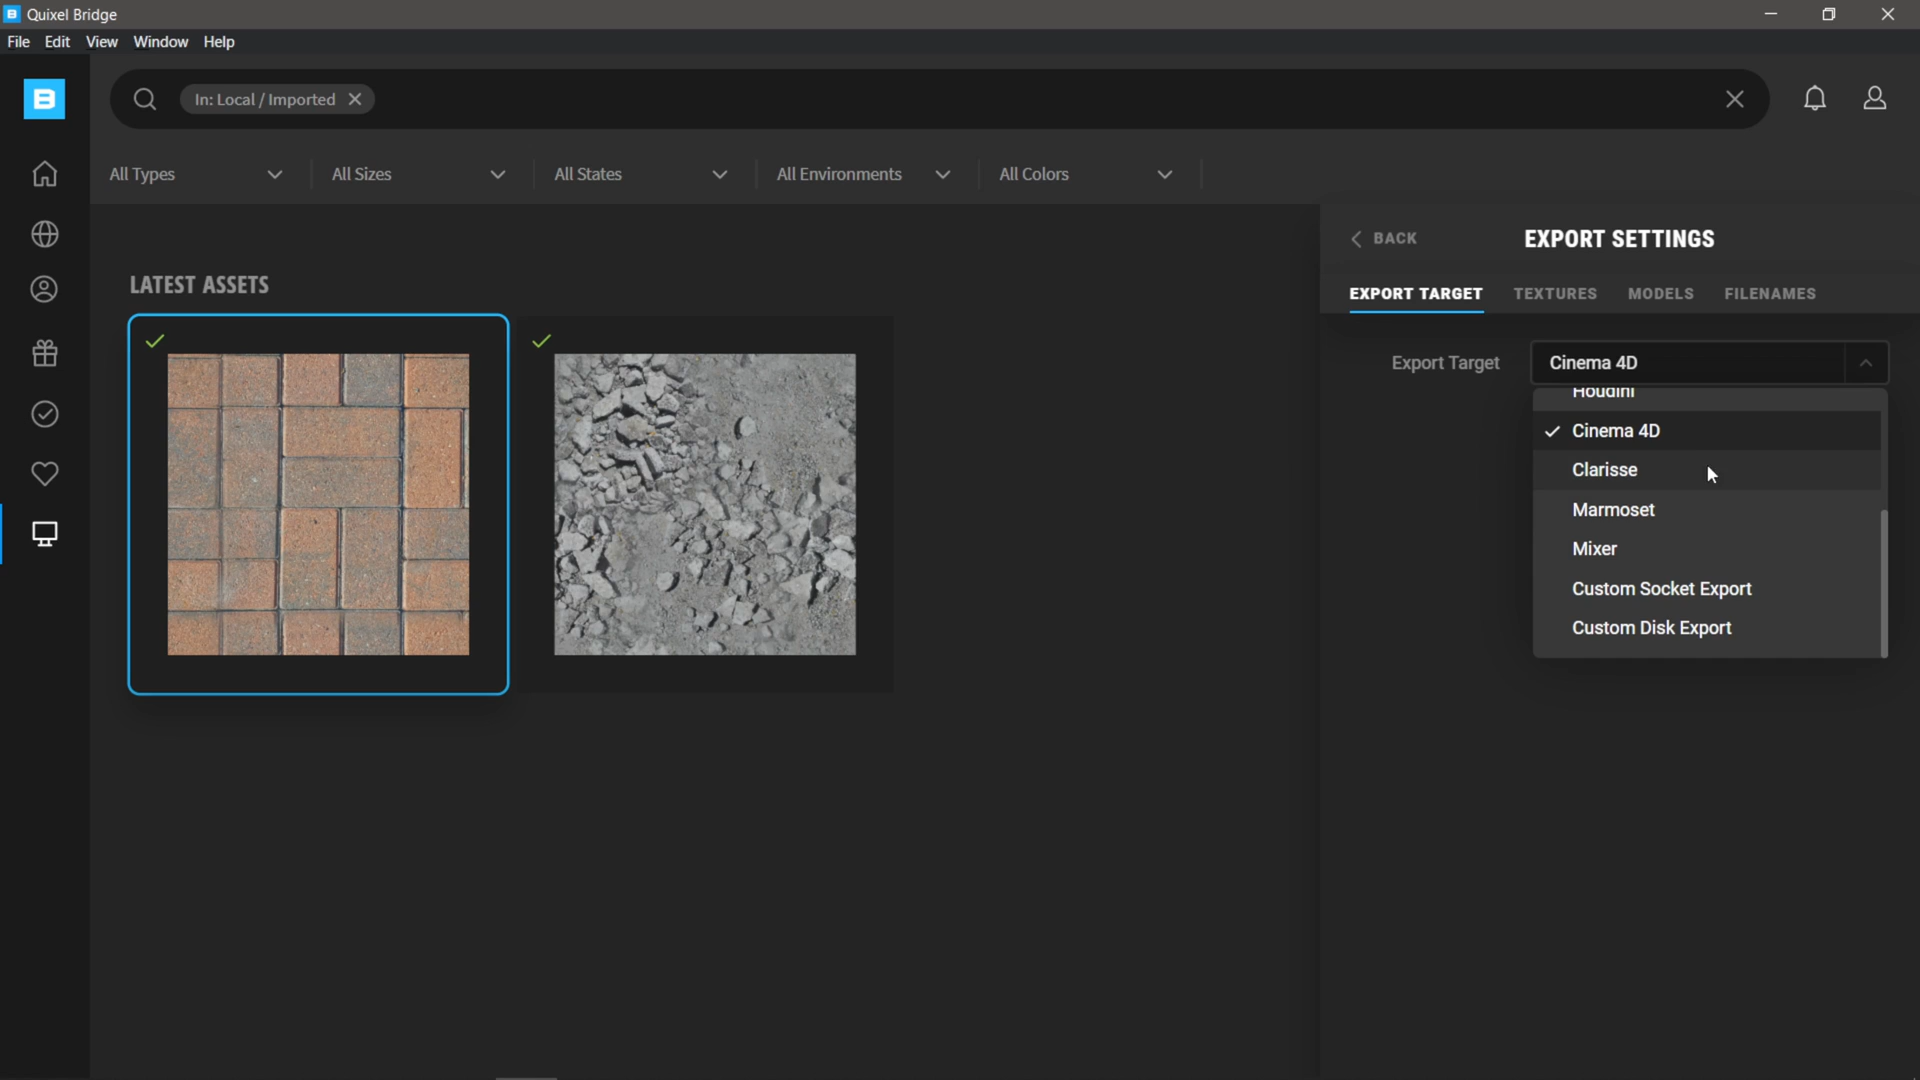 Quixel Bridge
File Edit View Window Help
In: Local / Imported
All Types All Sizes All States All Environments All Colors
BACK EXPORT SETTINGS
LATEST ASSETS
EXPORT TARGET TEXTURES MODELS FILENAMES
Export Target Cinema 4D
Houdini
Cinema 4D
Clarisse
Marmoset
Mixer
Custom Socket Export
Custom Disk Export